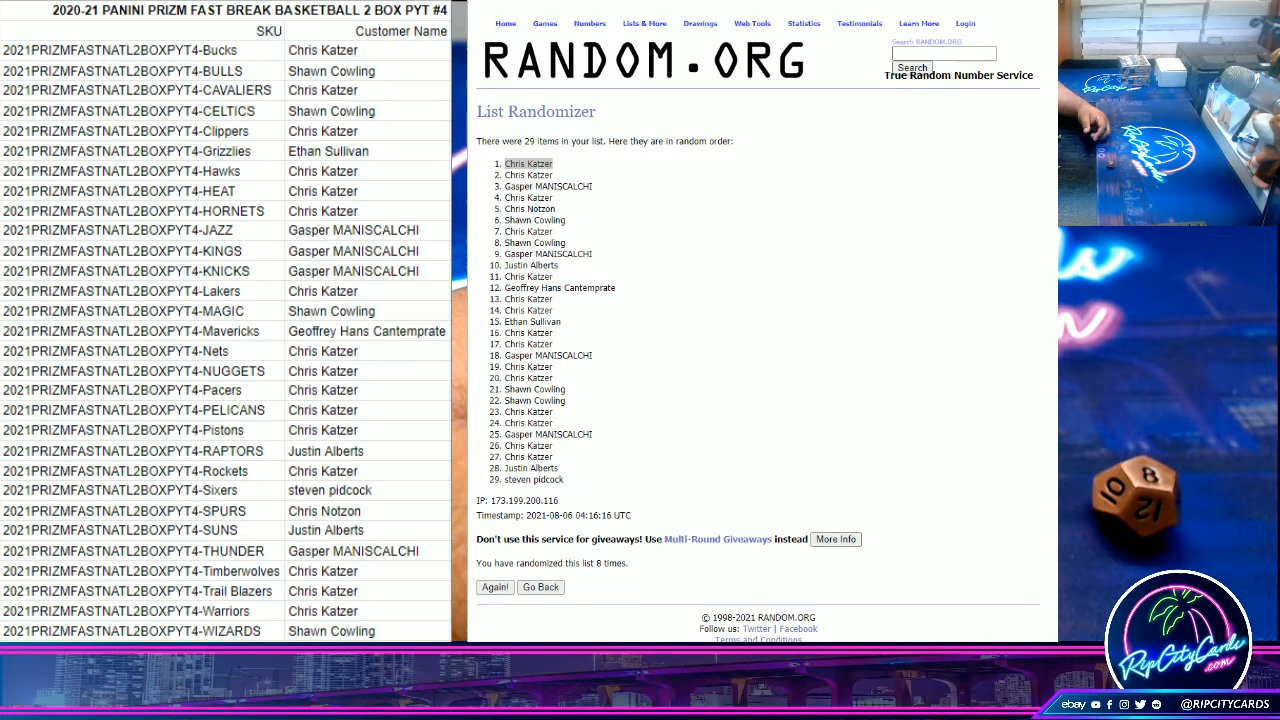 2020-21 PANINI PRIZM FAST BREAK BASKETBALL 2 BOX PYT #4
SKU Customer Name
2021PRIZMFASTNATL2BOXPYT4-Bucks Chris Katzer
2021PRIZMFASTNATL2BOXPYT4-BULLS Shawn Cowling
2021PRIZMFASTNATL2BOXPYT4-CAVALIERS Chris Katzer
2021PRIZMFASTNATL2BOXPYT4-CELTICS Shawn Cowling
2021PRIZMFASTNATL2BOXPYT4-Clippers Chris Katzer
2021PRIZMFASTNATL2BOXPYT4-Grizzlies Ethan Sullivan
2021PRIZMFASTNATL2BOXPYT4-Hawks Chris Katzer
2021PRIZMFASTNATL2BOXPYT4-HEAT Chris Katzer
2021PRIZMFASTNATL2BOXPYT4-HORNETS Chris Katzer
2021PRIZMFASTNATL2BOXPYT4-JAZZ Gasper MANISCALCHI
2021PRIZMFASTNATL2BOXPYT4-KINGS Gasper MANISCALCHI
2021PRIZMFASTNATL2BOXPYT4-KNICKS Gasper MANISCALCHI
2021PRIZMFASTNATL2BOXPYT4-Lakers Chris Katzer
2021PRIZMFASTNATL2BOXPYT4-MAGIC Shawn Cowling
2021PRIZMFASTNATL2BOXPYT4-Mavericks Geoffrey Hans Cantemprate
2021PRIZMFASTNATL2BOXPYT4-Nets Chris Katzer
2021PRIZMFASTNATL2BOXPYT4-NUGGETS Chris Katzer
2021PRIZMFASTNATL2BOXPYT4-Pacers Chris Katzer
2021PRIZMFASTNATL2BOXPYT4-PELICANS Chris Katzer
2021PRIZMFASTNATL2BOXPYT4-Pistons Chris Katzer
2021PRIZMFASTNATL2BOXPYT4-RAPTORS Justin Alberts
2021PRIZMFASTNATL2BOXPYT4-Rockets Chris Katzer
2021PRIZMFASTNATL2BOXPYT4-Sixers steven pidcock
2021PRIZMFASTNATL2BOXPYT4-SPURS Chris Notzon
2021PRIZMFASTNATL2BOXPYT4-SUNS Justin Alberts
2021PRIZMFASTNATL2BOXPYT4-THUNDER Gasper MANISCALCHI
2021PRIZMFASTNATL2BOXPYT4-Timberwolves Chris Katzer
2021PRIZMFASTNATL2BOXPYT4-Trail Blazers Chris Katzer
2021PRIZMFASTNATL2BOXPYT4-Warriors Chris Katzer
2021PRIZMFASTNATL2BOXPYT4-WIZARDS Shawn Cowling
Home Games Numbers Lists & More Drawings Web Tools Statistics Testimonials Learn More Login
RANDOM.ORG
Search RANDOM.ORG
Search
True Random Number Service
List Randomizer
There were 29 items in your list. Here they are in random order:
1. Chris Katzer
2. Chris Katzer
3. Gasper MANISCALCHI
4. Chris Katzer
5. Chris Notzon
6. Shawn Cowling
7. Chris Katzer
8. Shawn Cowling
9. Gasper MANISCALCHI
10. Justin Alberts
11. Chris Katzer
12. Geoffrey Hans Cantemprate
13. Chris Katzer
14. Chris Katzer
15. Ethan Sullivan
16. Chris Katzer
17. Chris Katzer
18. Gasper MANISCALCHI
19. Chris Katzer
20. Chris Katzer
21. Shawn Cowling
22. Shawn Cowling
23. Chris Katzer
24. Chris Katzer
25. Gasper MANISCALCHI
26. Chris Katzer
27. Chris Katzer
28. Justin Alberts
29. steven pidcock
IP: 173.199.200.116
Timestamp: 2021-08-06 04:16:16 UTC
Don't use this service for giveaways! Use Multi-Round Giveaways instead More Info
You have randomized this list 8 times.
Again! Go Back
© 1998-2021 RANDOM.ORG
Follow us: Twitter | Facebook
Terms and Conditions
10 8 12
RipCityCards
.com
ebay @RIPCITYCARDS